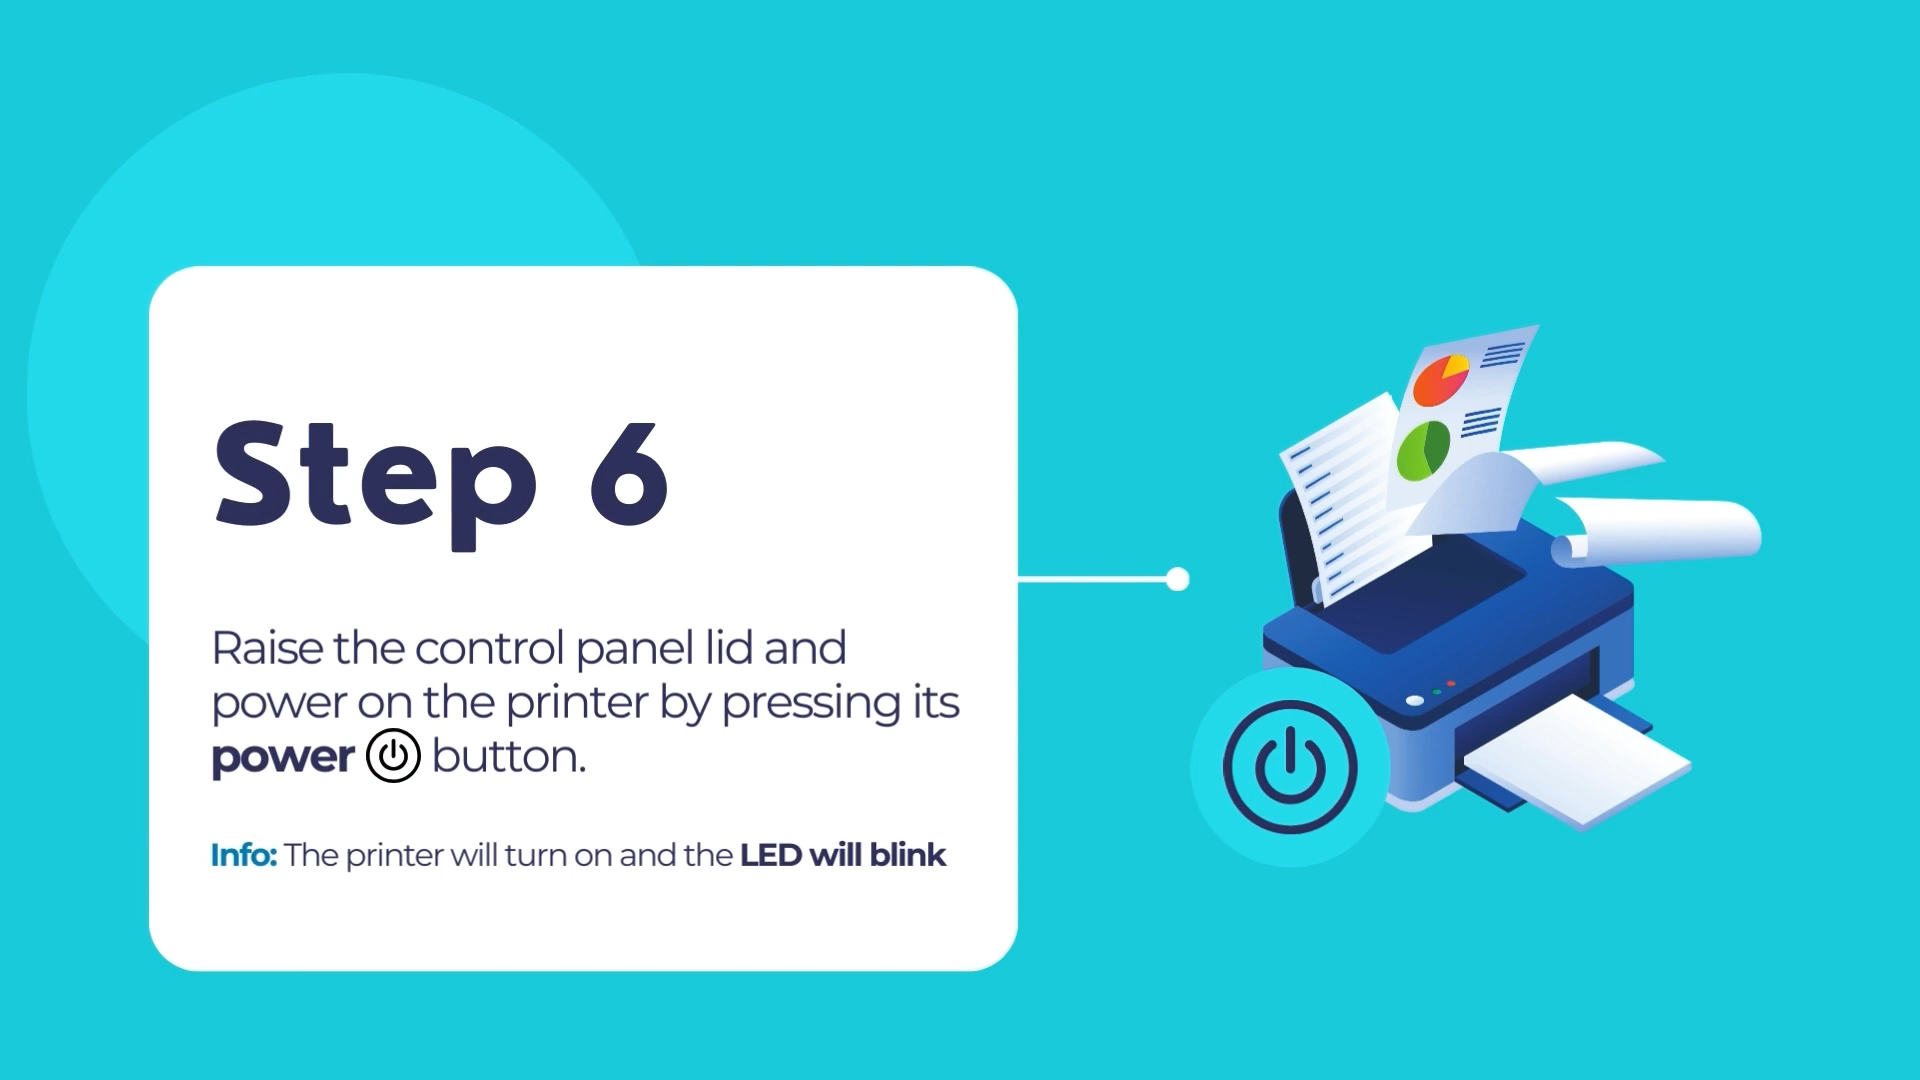 Step 6
Raise the control panel lid and
power on the printer by pressing its
power button.
Info: The printer will turn on and the LED will blink